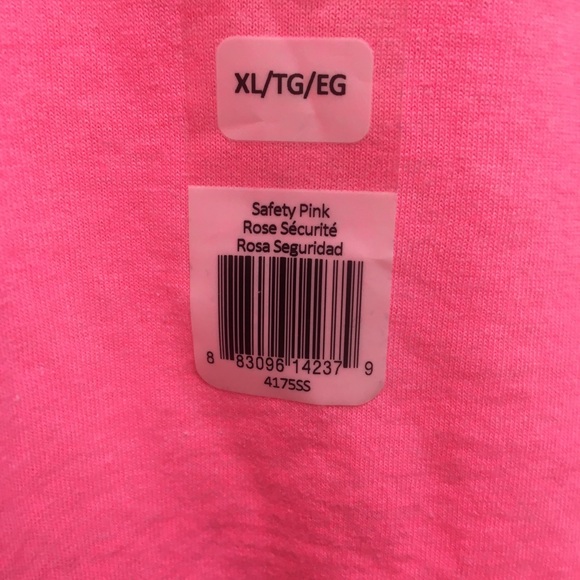 XL/TG/EG
Safety Pink
Rose Sécurité
Rosa Seguridad
8 83096 14237 9
4175SS